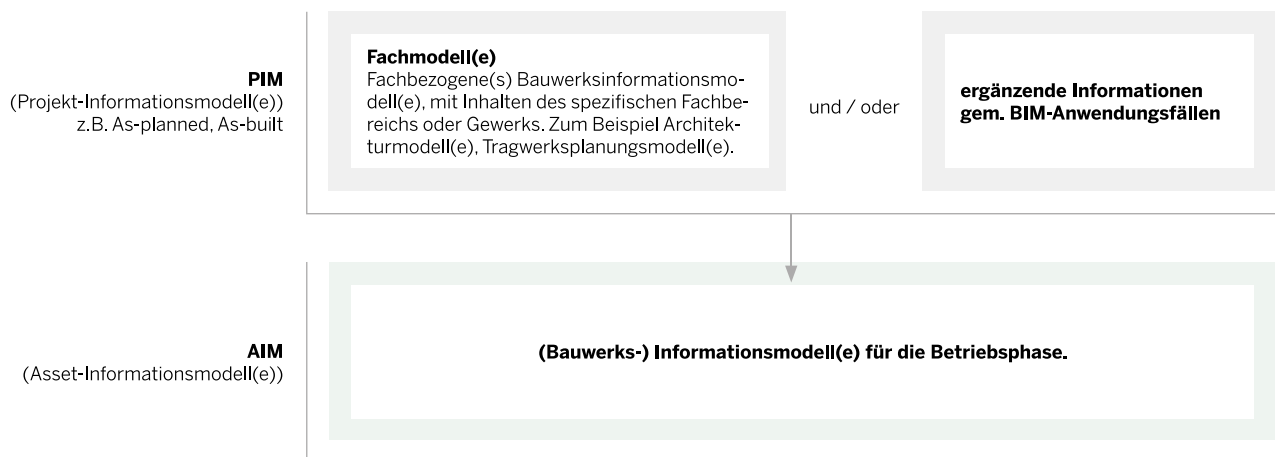 PIM
(Projekt-Informationsmodell(e))
z.B. As-planned, As-built
Fachmodell(e)
Fachbezogene(s) Bauwerksinformationsmo-
dell(e), mit Inhalten des spezifischen Fachbe-
reichs oder Gewerks. Zum Beispiel Architek-
turmodell(e), Tragwerksplanungsmodell(e).
und / oder
ergänzende Informationen
gem. BIM-Anwendungsfällen
AIM
(Asset-Informationsmodell(e))
(Bauwerks-) Informationsmodell(e) für die Betriebsphase.